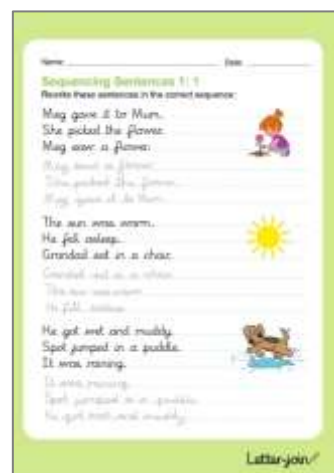 Name Date
Sequencing Sentences 1: 1
Rewrite these sentences in the correct sequence:
Meg gave it to Mum.
She picked the flower.
Meg saw a flower.
Meg saw a flower.
She picked the flower.
Meg gave it to Mum.
The sun was warm.
He fell asleep.
Grandad sat in a chair.
Grandad sat in a chair.
The sun was warm.
He fell asleep.
He got wet and muddy.
Spot jumped in a puddle.
It was raining.
It was raining.
Spot jumped in a puddle.
He got wet and muddy.
Letter-join